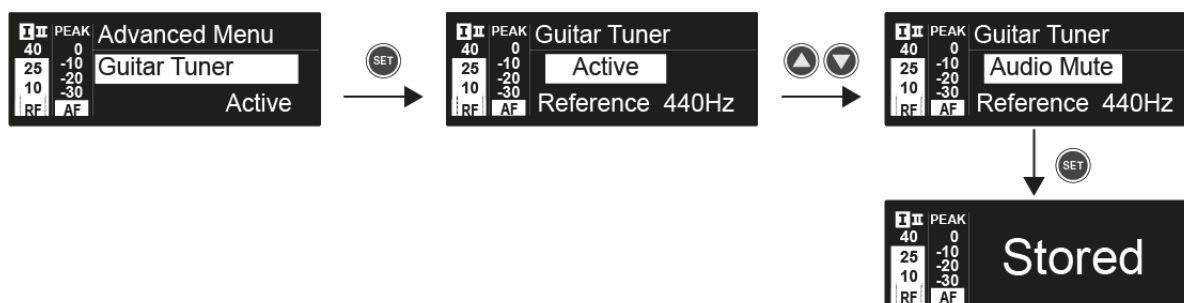 I II PEAK Advanced Menu
40 0
25 -10 Guitar Tuner
-20
10 -30 Active
RF AF
SET
I II PEAK Guitar Tuner
40 0
25 -10 Active
-20
10 -30 Reference 440Hz
RF AF
I II PEAK Guitar Tuner
40 0
25 -10 Audio Mute
-20
10 -30 Reference 440Hz
RF AF
SET
I II PEAK
40 0
25 -10 Stored
-20
10 -30
RF AF